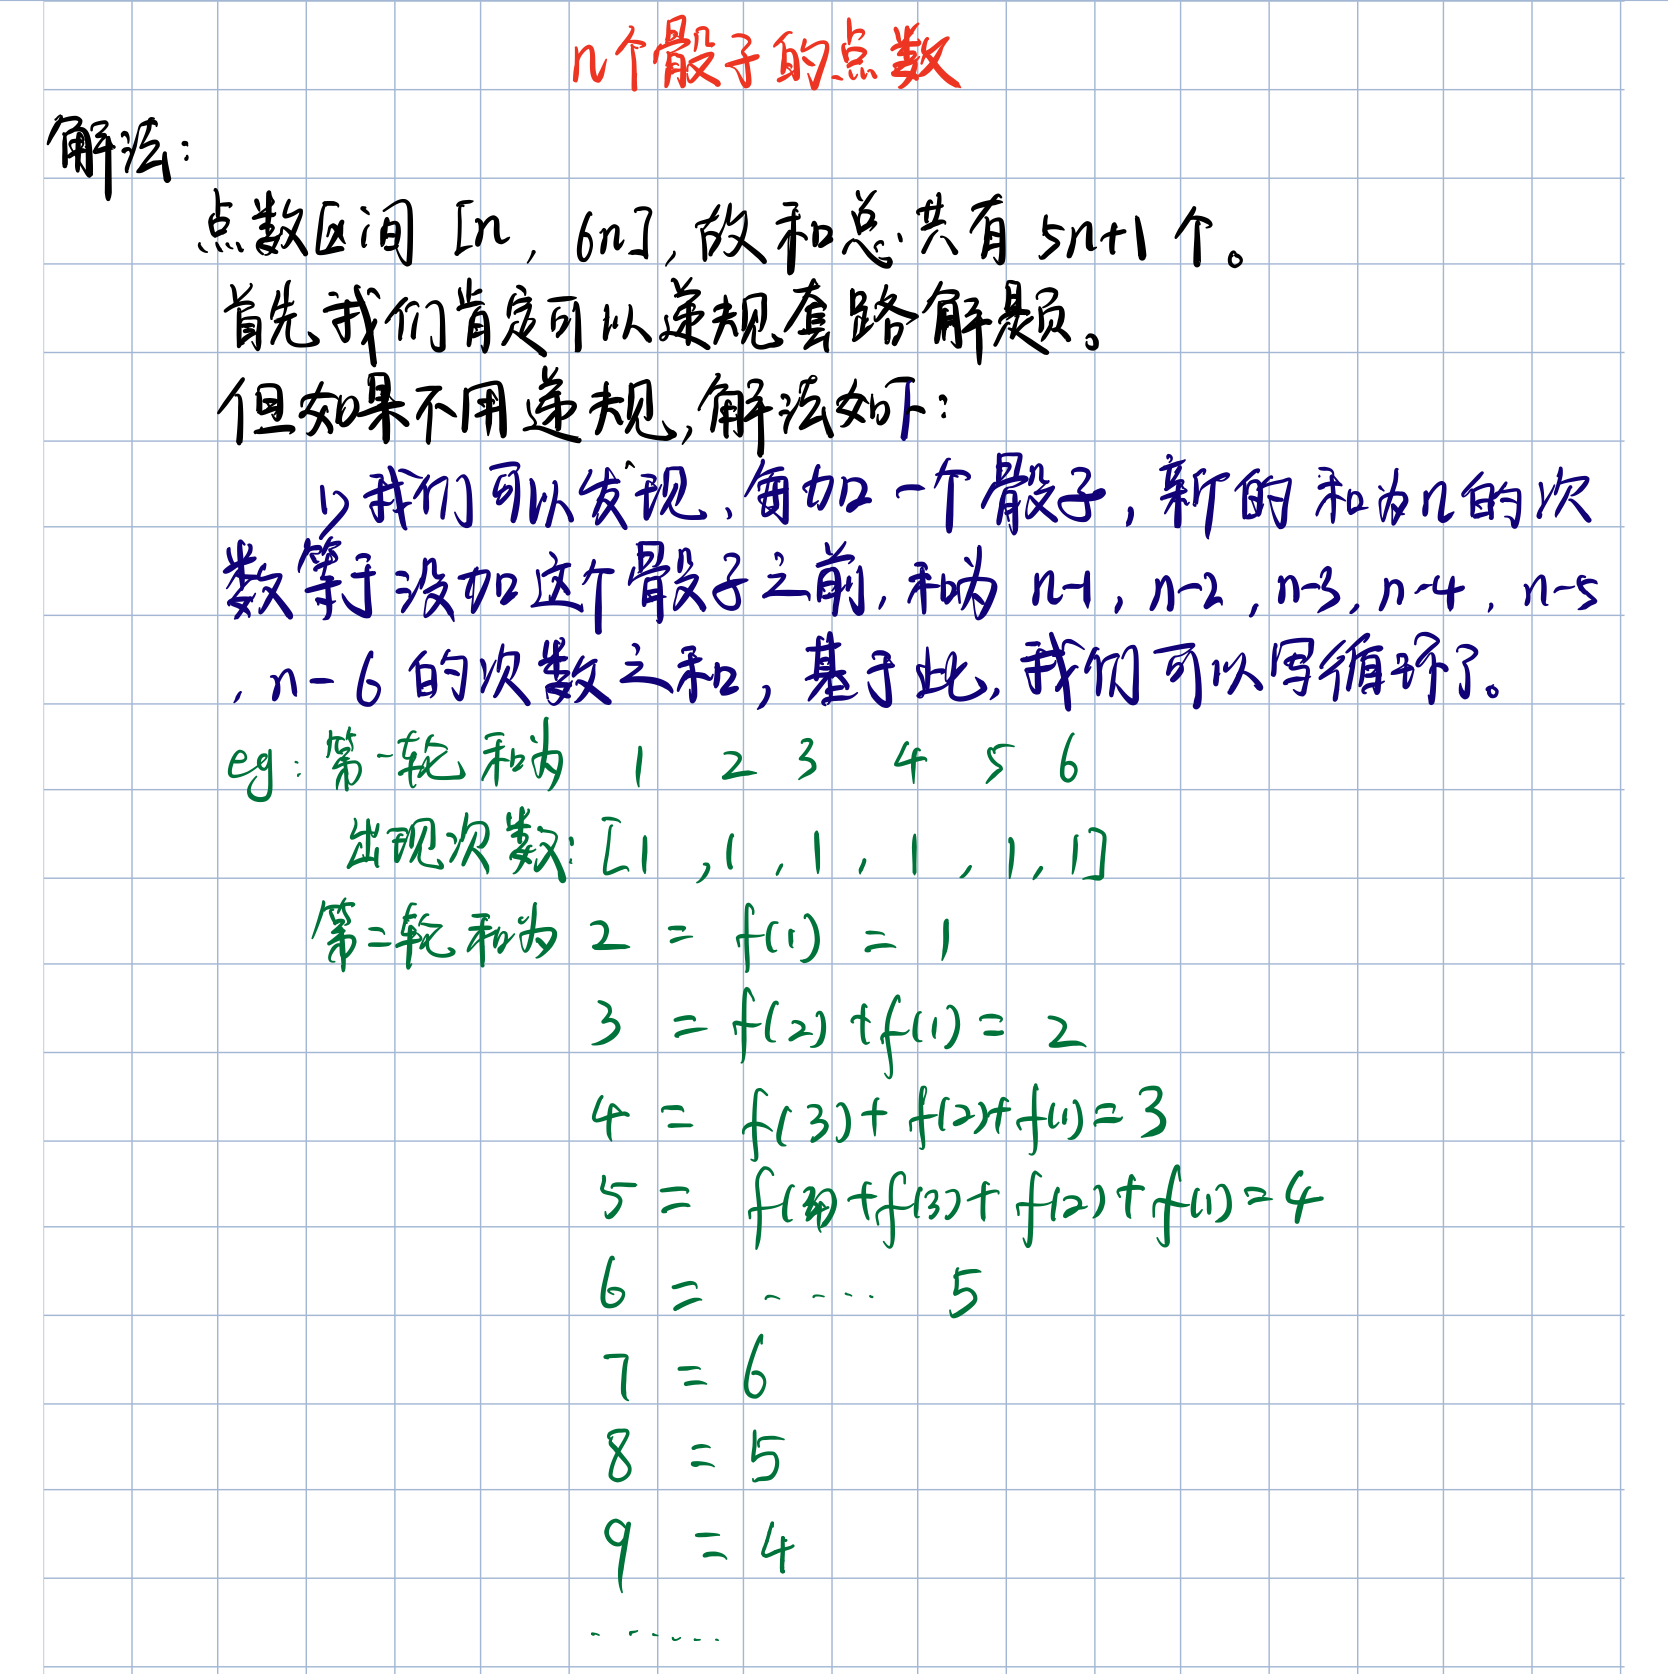 n个骰子的点数
解法:
点数区间 [n, 6n],故和总共有 5n+1 个。
首先我们肯定可以递规套路解题。
但如果不用递规,解法如下:
1>我们可以发现、每加一个骰子,新的和为n的次
数等于没加这个骰子之前,和为 n-1, n-2, n-3, n-4, n-5
, n-6 的次数之和, 基于此, 我们可以写循环了。
eg: 第一轮 和为 1 2 3 4 5 6
出现次数: [1 , 1 , 1 , 1 , 1 , 1]
第二轮 和为 2 = f(1) = 1
3 = f(2) + f(1) = 2
4 = f(3) + f(2) + f(1) = 3
5 = f(4) + f(3) + f(2) + f(1) = 4
6 = ..... 5
7 = 6
8 = 5
9 = 4
......